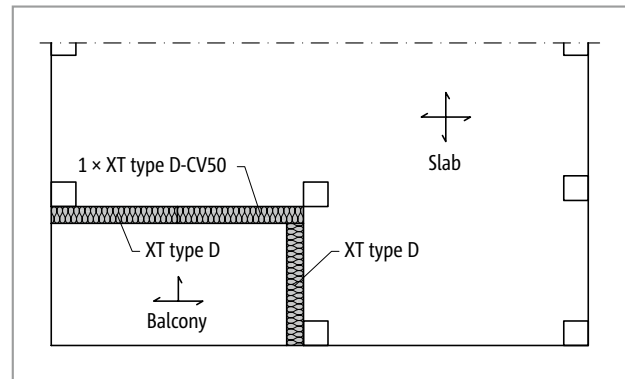 Slab
1 × XT type D-CV50
XT type D
XT type D
Balcony